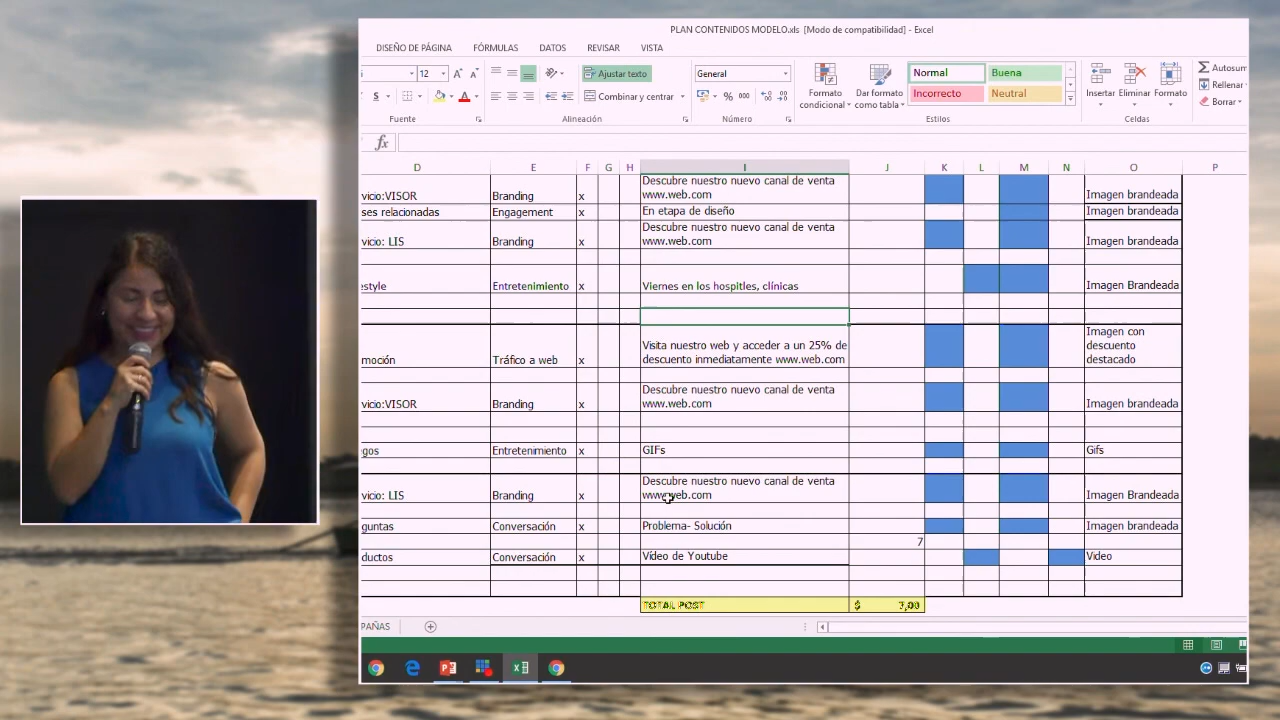 PLAN CONTENIDOS MODELO.xls [Modo de compatibilidad] - Excel
DISEÑO DE PÁGINA FÓRMULAS DATOS REVISAR VISTA
12 A A Ajustar texto General Normal Buena Autosum
S A Combinar y centrar % 000 Formato condicional Dar formato como tabla Incorrecto Neutral Insertar Eliminar Formato Rellenar
Borrar
Fuente Alineación Número Estilos Celdas
fx
D E F G H I J K L M N O P
vicio:VISOR Branding x Descubre nuestro nuevo canal de venta www.web.com Imagen brandeada
ses relacionadas Engagement x En etapa de diseño Imagen brandeada
vicio: LIS Branding x Descubre nuestro nuevo canal de venta www.web.com Imagen brandeada
estyle Entretenimiento x Viernes en los hospitles, clínicas Imagen Brandeada
moción Tráfico a web x Visita nuestro web y acceder a un 25% de descuento inmediatamente www.web.com Imagen con descuento destacado
vicio:VISOR Branding x Descubre nuestro nuevo canal de venta www.web.com Imagen brandeada
egos Entretenimiento x GIFs Gifs
vicio: LIS Branding x Descubre nuestro nuevo canal de venta www.web.com Imagen Brandeada
guntas Conversación x Problema- Solución Imagen brandeada
7
ductos Conversación x Vídeo de Youtube Video
TOTAL POST $ 7,00
PAÑAS